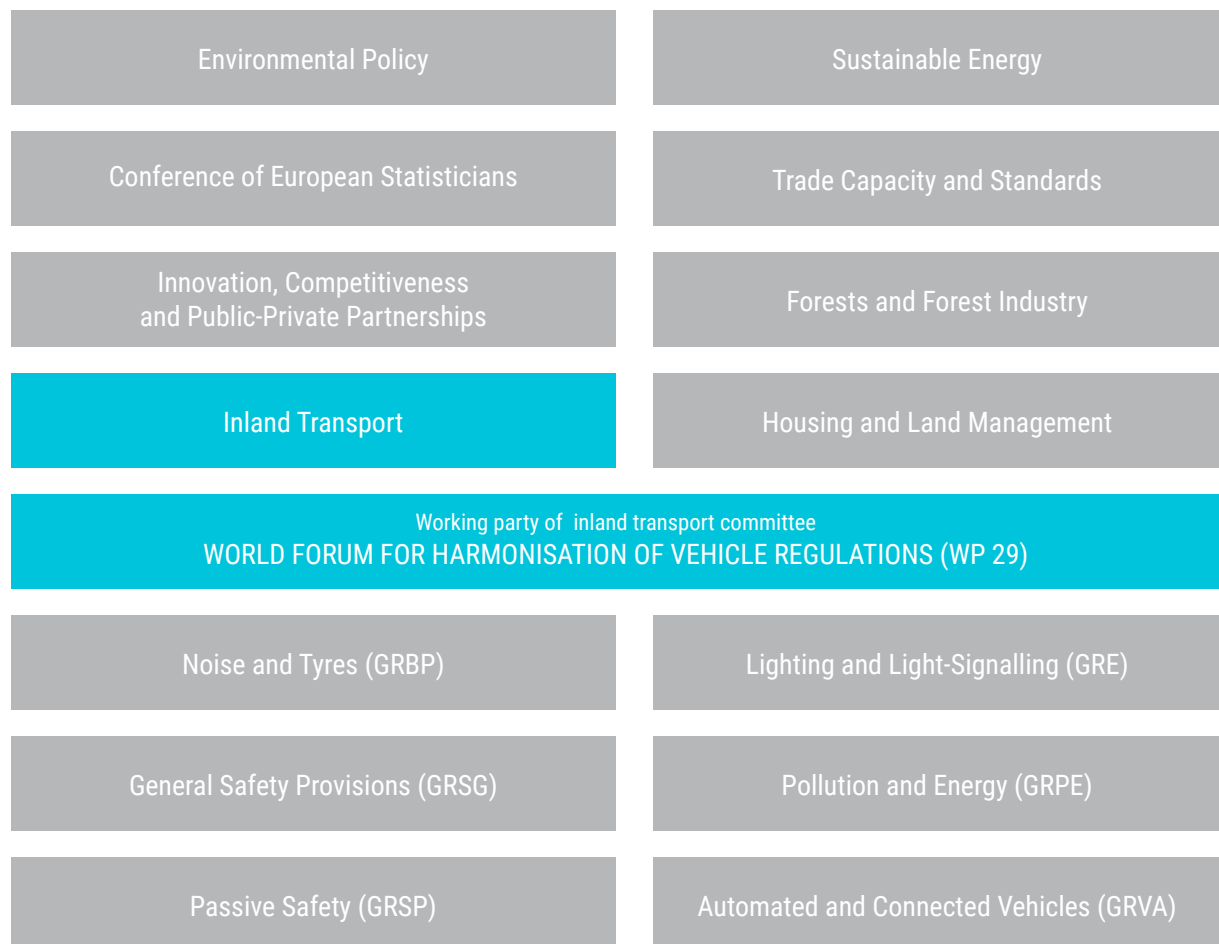 Environmental Policy
Sustainable Energy
Conference of European Statisticians
Trade Capacity and Standards
Innovation, Competitiveness
and Public-Private Partnerships
Forests and Forest Industry
Inland Transport
Housing and Land Management
Working party of inland transport committee
WORLD FORUM FOR HARMONISATION OF VEHICLE REGULATIONS (WP 29)
Noise and Tyres (GRBP)
Lighting and Light-Signalling (GRE)
General Safety Provisions (GRSG)
Pollution and Energy (GRPE)
Passive Safety (GRSP)
Automated and Connected Vehicles (GRVA)